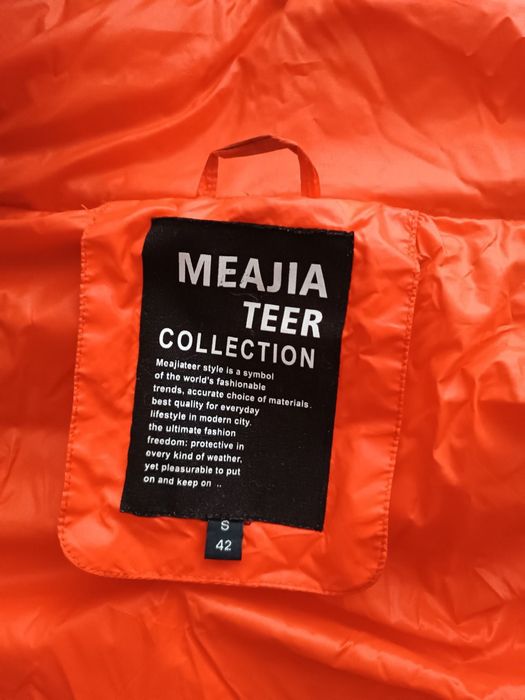 MEAJIA
TEER
COLLECTION
Meajiateer style is a symbol
of the world's fashionable
trends, accurate choice of materials.
best quality for everyday
lifestyle in modern city.
the ultimate fashion
freedom: protective in
every kind of weather,
yet pleasurable to put
on and keep on ..
S
42